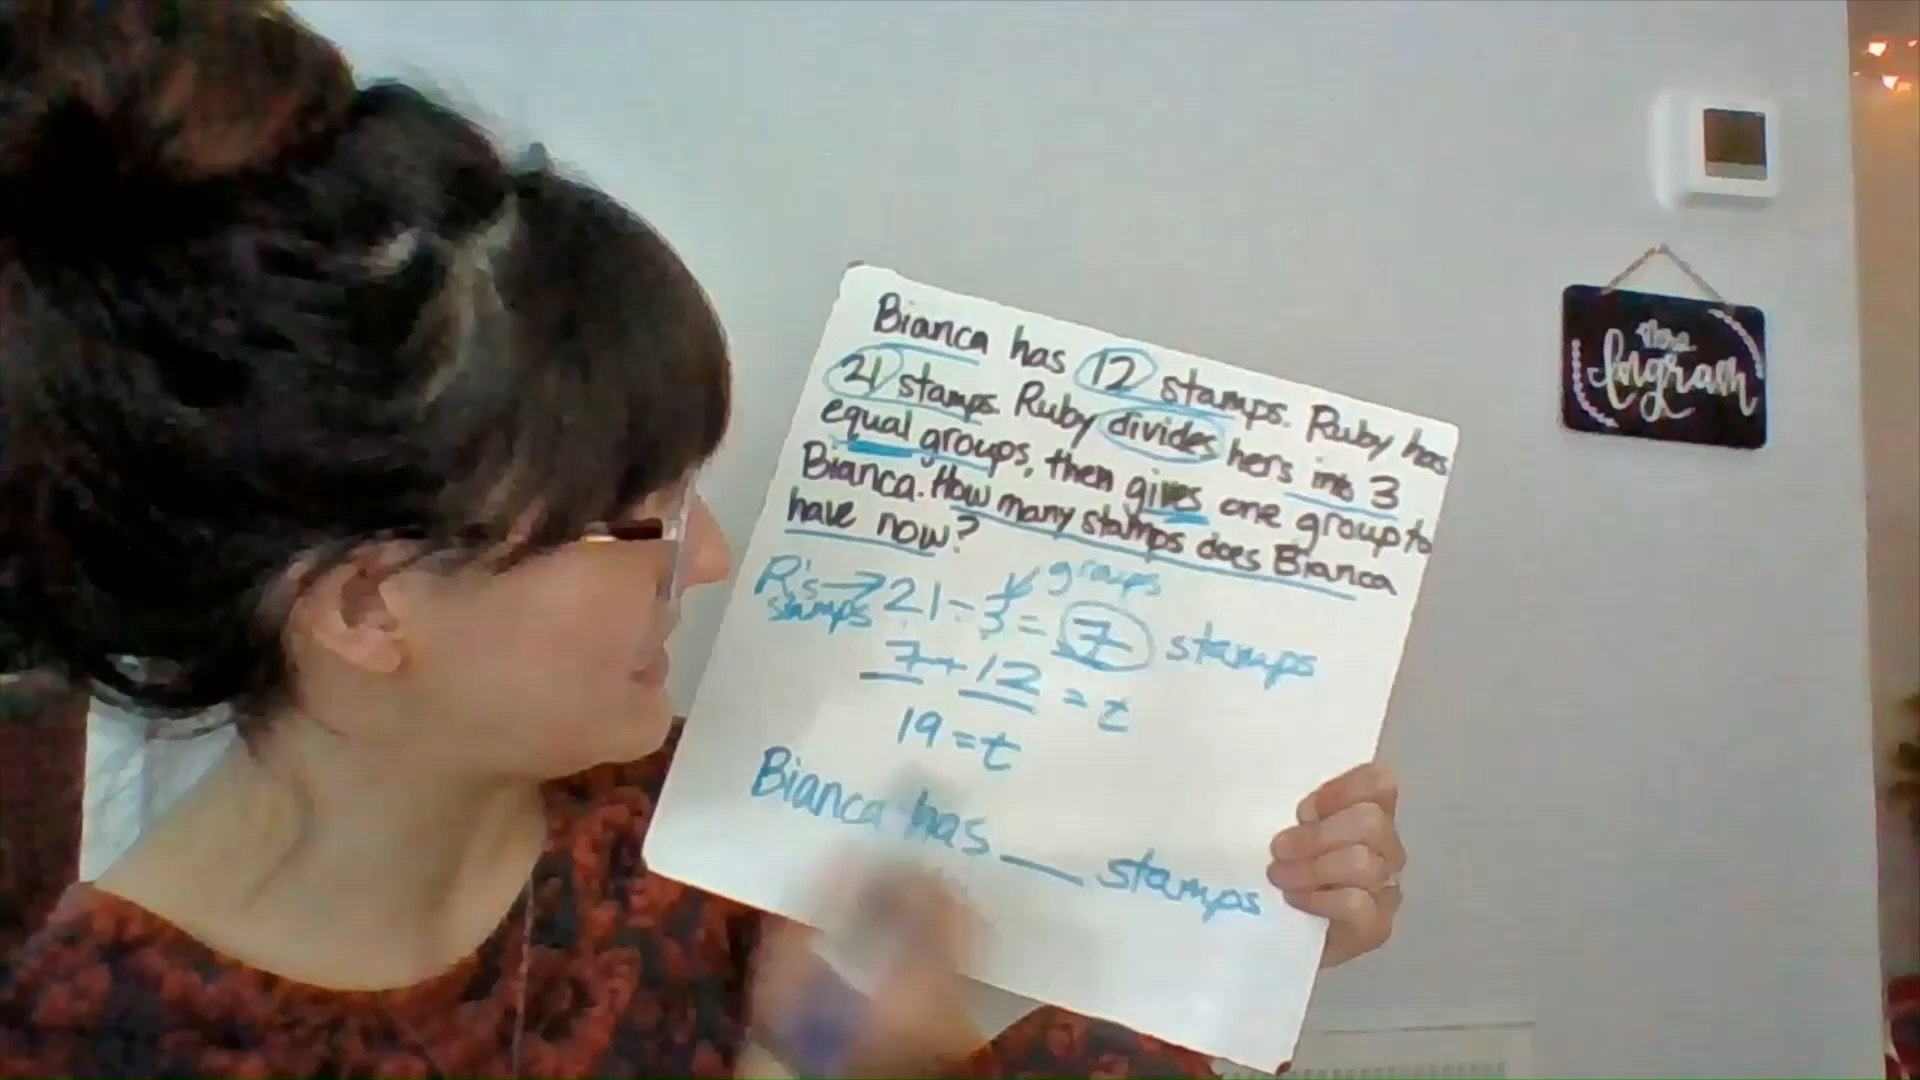 Bianca has 12 stamps. Ruby has
21 stamps. Ruby divides hers into 3
equal groups, then gives one group to
Bianca. How many stamps does Bianca
have now?
groups
R's → 21 ÷ 3 = 7 stamps
stamps
7 + 12 = t
19 = t
Bianca has ___ stamps
Mrs.
Ingram